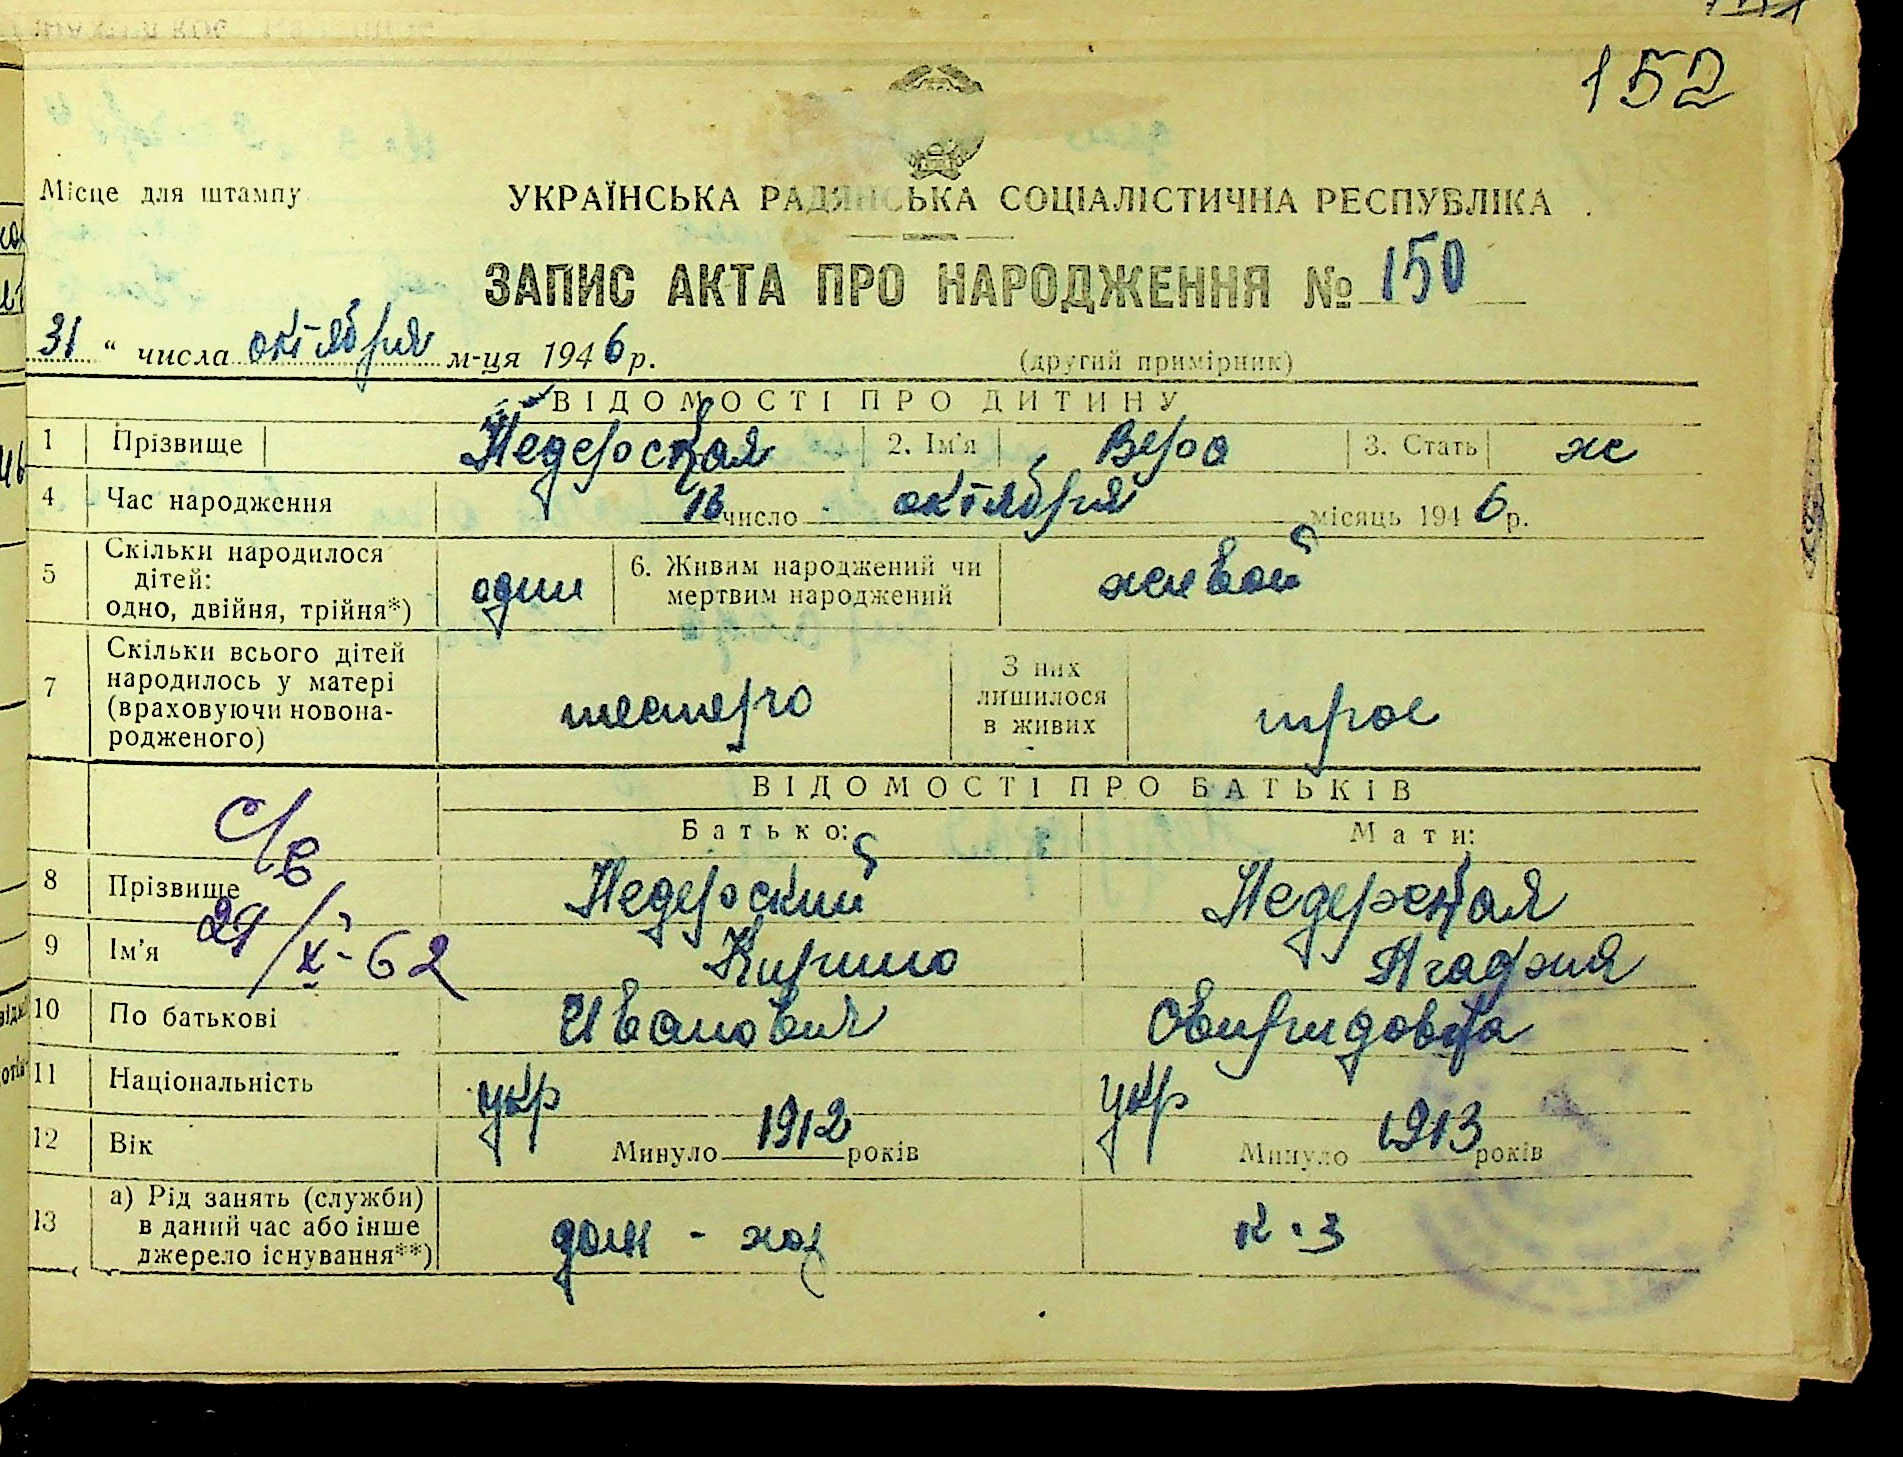 152
Місце для штампу
УКРАЇНСЬКА РАДЯНСЬКА СОЦІАЛІСТИЧНА РЕСПУБЛІКА
ЗАПИС АКТА ПРО НАРОДЖЕННЯ № 150
31 " числа октября м-ця 1946 р.
(другий примірник)
ВІДОМОСТІ ПРО ДИТИНУ
1 Прізвище Недерская 2. Ім'я Вера 3. Стать ж
4 Час народження 16 число октября місяць 1946 р.
5 Скільки народилося дітей: одно, двійня, трійня*) один 6. Живим народжений чи мертвим народжений живой
7 Скільки всього дітей народилось у матері (враховуючи новонародженого) шестеро З них лишилося в живих трое
ВІДОМОСТІ ПРО БАТЬКІВ
с/в
Батько: Мати:
8 Прізвище Недерский Недерская
29/X-62
9 Ім'я Кирило Агафия
10 По батькові Иванович
11 Національність укр укр
12 Вік Минуло 1912 років Минуло 1913 років
13 а) Рід занять (служби) в даний час або інше джерело існування**) дом - хоз к-з